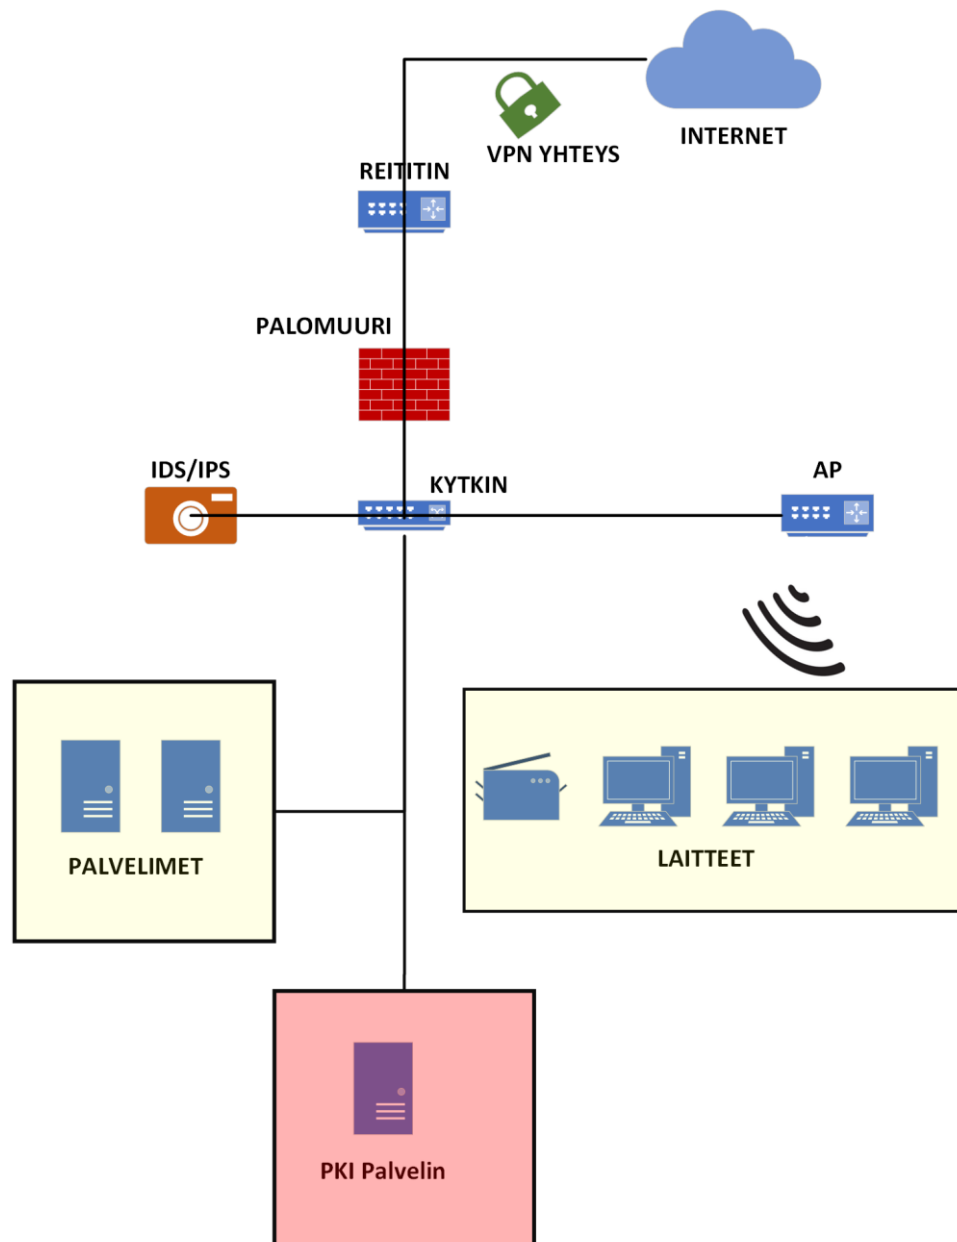 INTERNET
VPN YHTEYS
REITITIN
PALOMUURI
IDS/IPS
KYTKIN
AP
PALVELIMET
LAITTEET
PKI Palvelin